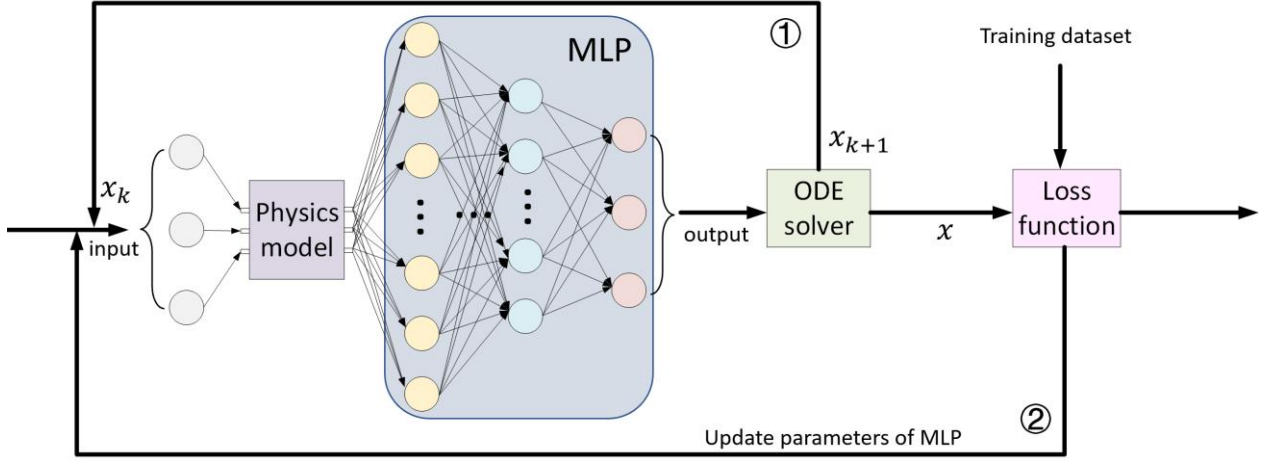 ①
MLP
Training dataset
x_{k+1}
x_k
input
Physics
model
output
ODE
solver
x
Loss
function
②
Update parameters of MLP